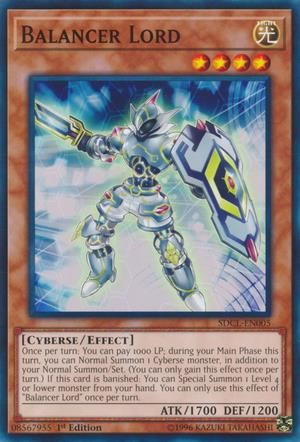 BALANCER LORD
LIGHT
光
SDCL-EN005
[CYBERSE/EFFECT]
Once per turn: You can pay 1000 LP; during your Main Phase this
turn, you can Normal Summon 1 Cyberse monster, in addition to
your Normal Summon/Set. (You can only gain this effect once per
turn.) If this card is banished: You can Special Summon 1 Level 4
or lower monster from your hand. You can only use this effect of
"Balancer Lord" once per turn.
ATK/1700 DEF/1200
08567955 1st Edition ©1996 KAZUKI TAKAHASHI